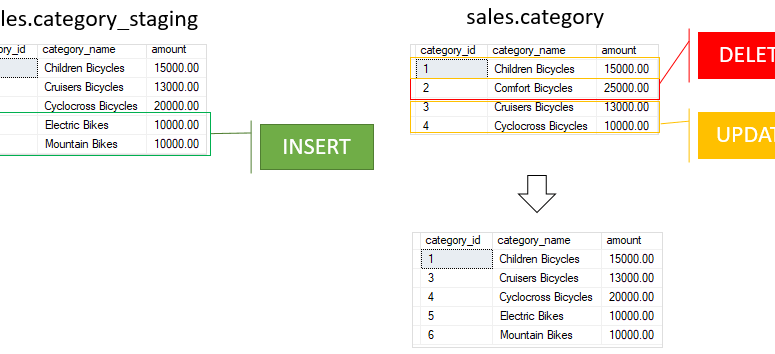 les.category_staging
ory_id category_name amount
Children Bicycles 15000.00
Cruisers Bicycles 13000.00
Cyclocross Bicycles 20000.00
Electric Bikes 10000.00
Mountain Bikes 10000.00
INSERT
sales.category
category_id category_name amount
1 Children Bicycles 15000.00
2 Comfort Bicycles 25000.00
3 Cruisers Bicycles 13000.00
4 Cyclocross Bicycles 10000.00
DELET
UPDAT
category_id category_name amount
1 Children Bicycles 15000.00
3 Cruisers Bicycles 13000.00
4 Cyclocross Bicycles 20000.00
5 Electric Bikes 10000.00
6 Mountain Bikes 10000.00